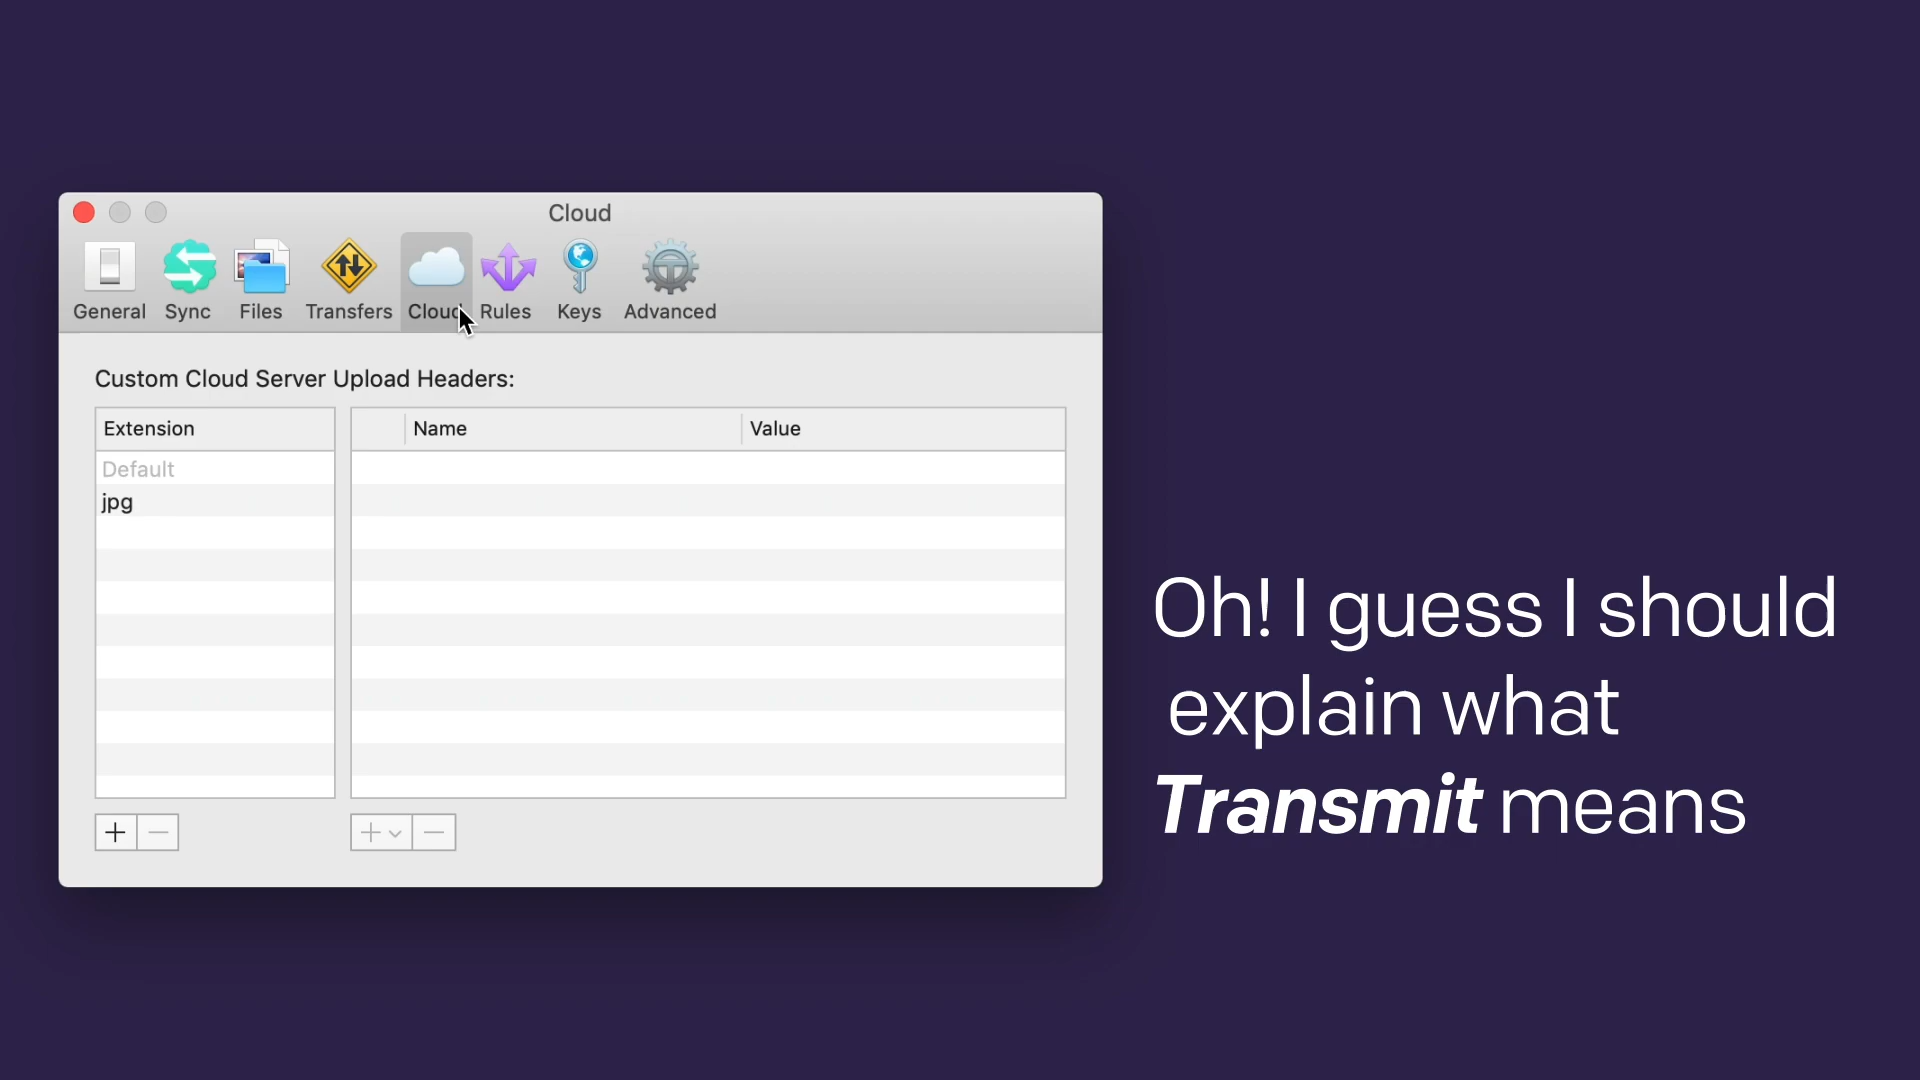 Cloud
General Sync Files Transfers Cloud Rules Keys Advanced
Custom Cloud Server Upload Headers:
Extension Name Value
Default
jpg
Oh! I guess I should
explain what
Transmit means